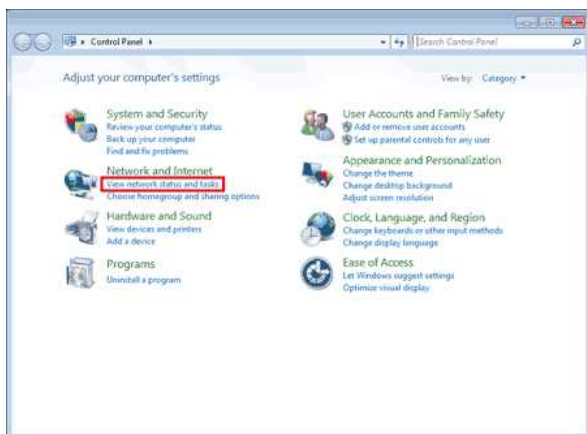 Control Panel
Search Control Panel
Adjust your computer's settings
View by: Category
System and Security
Review your computer's status
Back up your computer
Find and fix problems
Network and Internet
View network status and tasks
Choose homegroup and sharing options
Hardware and Sound
View devices and printers
Add a device
Programs
Uninstall a program
User Accounts and Family Safety
Add or remove user accounts
Set up parental controls for any user
Appearance and Personalization
Change the theme
Change desktop background
Adjust screen resolution
Clock, Language, and Region
Change keyboards or other input methods
Change display language
Ease of Access
Let Windows suggest settings
Optimize visual display